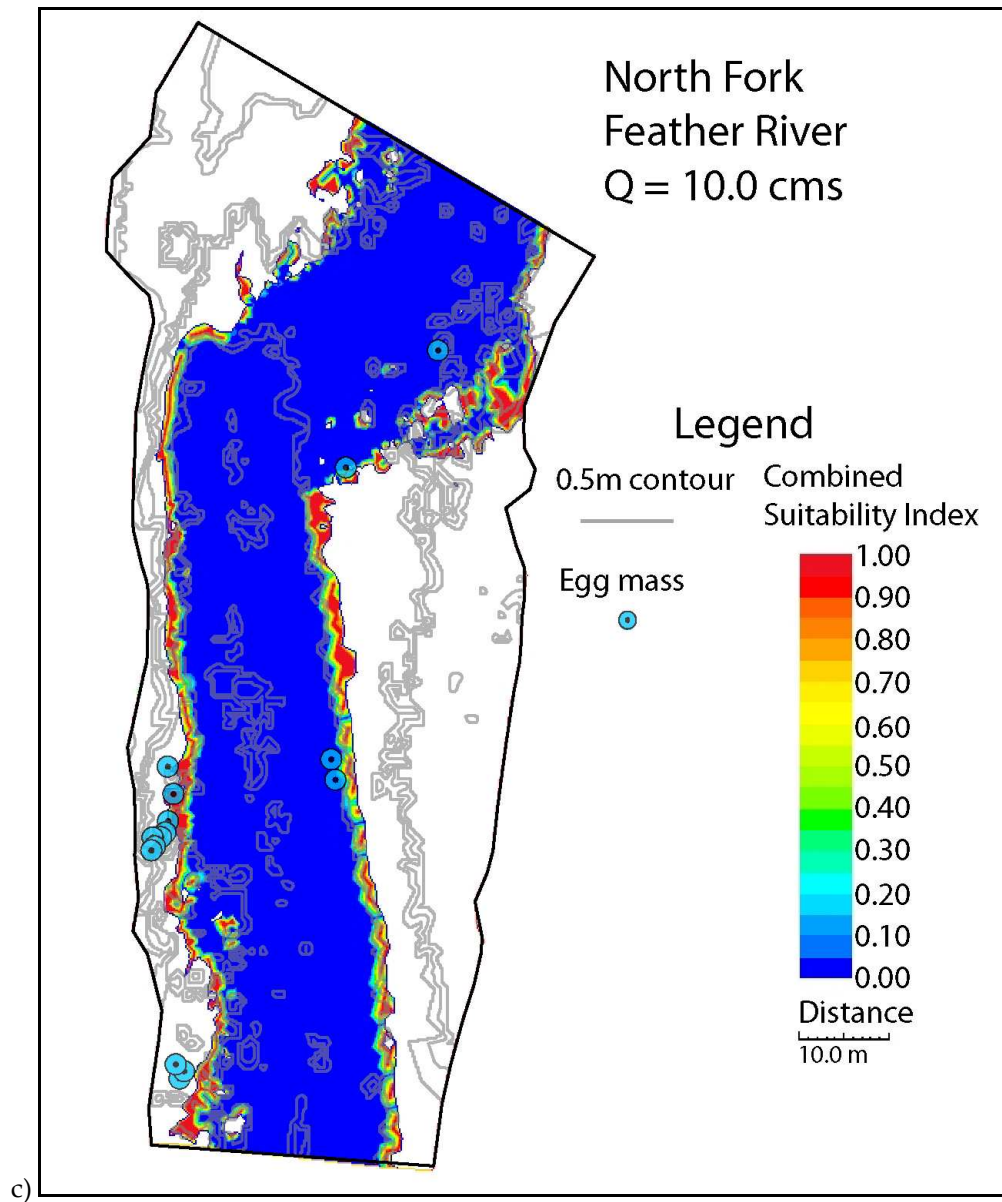 North Fork
Feather River
Q = 10.0 cms
Legend
0.5m contour
Combined
Suitability Index
Egg mass
1.00
0.90
0.80
0.70
0.60
0.50
0.40
0.30
0.20
0.10
0.00
Distance
10.0 m
c)